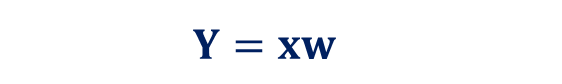 Y = xw